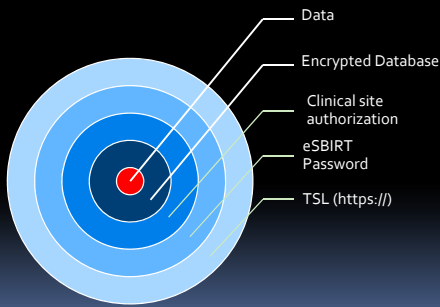 Data
Encrypted Database
Clinical site
authorization
eSBIRT
Password
TSL (https://)